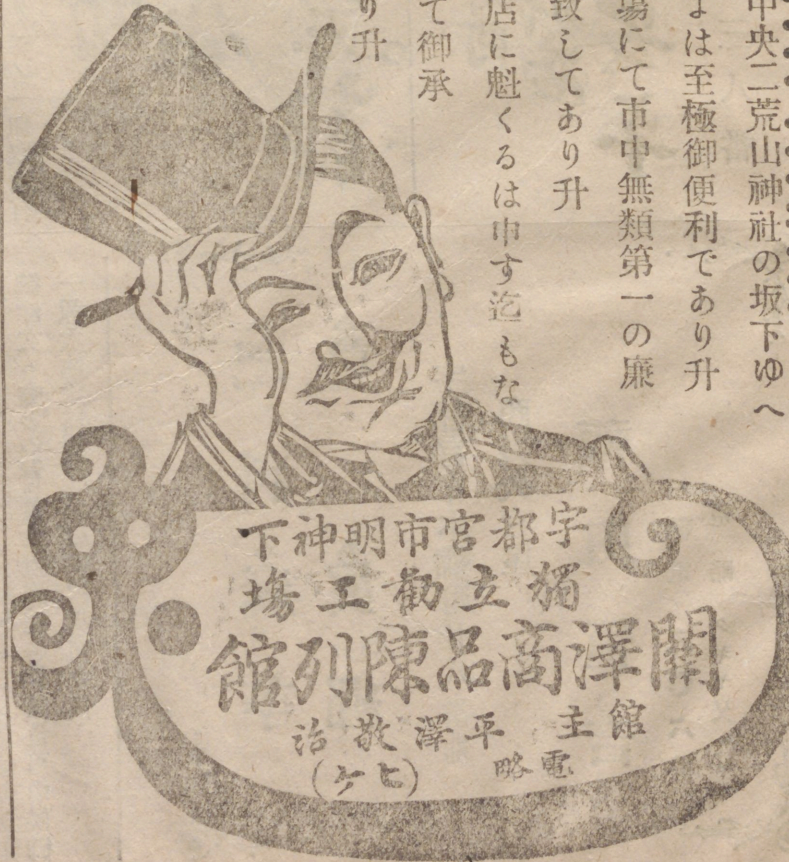 中央二荒山神社の坂下ゆへ
は至極御便利であり升
場にて市中無類第一の廉
致してあり升
店に魁くるは申す迄もな
て御承
り升
宇都宮市明神下
獨立勸工塲
關澤商品陳列館
館主 平澤敬治
電略（ヒケ）